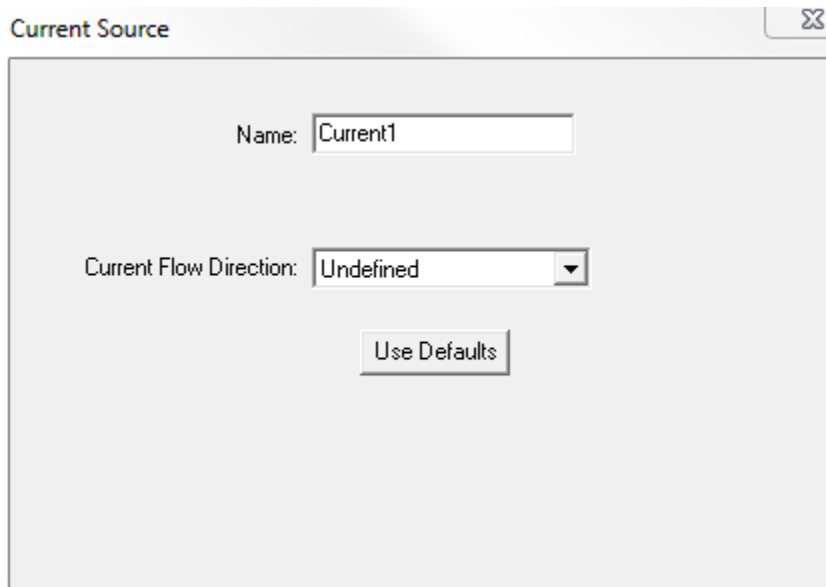 Current Source
Name: Current1
Current Flow Direction: Undefined
Use Defaults